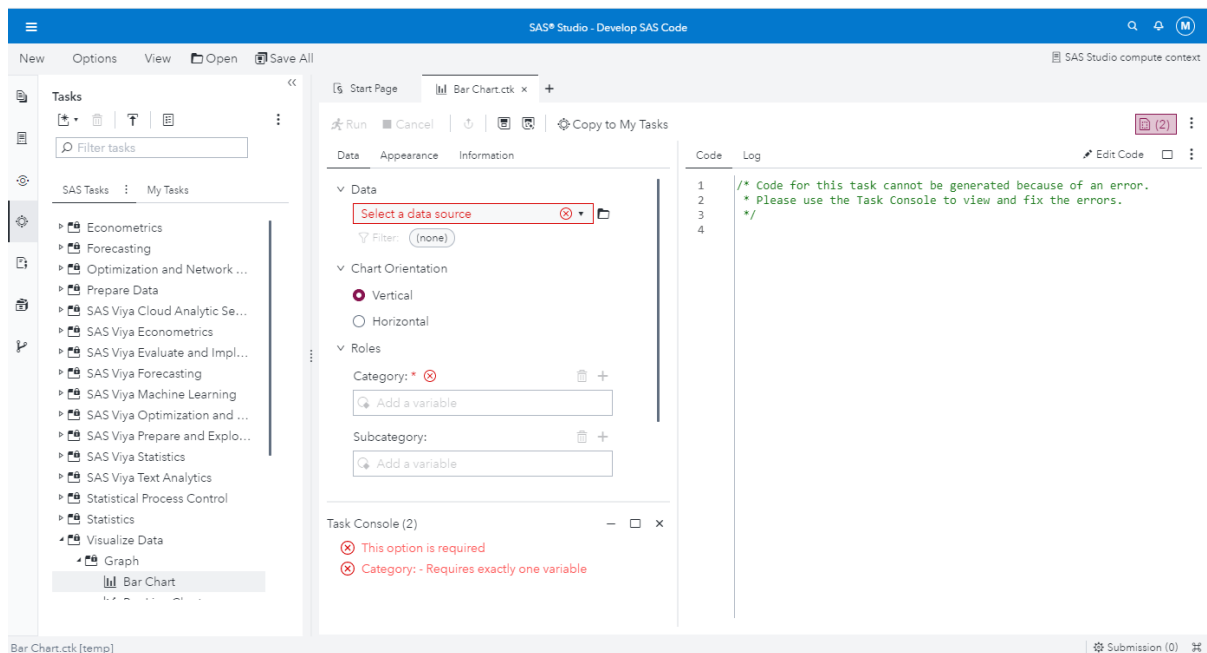 SAS® Studio - Develop SAS Code
M
New Options View Open Save All
SAS Studio compute context
Tasks
Filter tasks
SAS Tasks My Tasks
Econometrics
Forecasting
Optimization and Network ...
Prepare Data
SAS Viya Cloud Analytic Se...
SAS Viya Econometrics
SAS Viya Evaluate and Impl...
SAS Viya Forecasting
SAS Viya Machine Learning
SAS Viya Optimization and ...
SAS Viya Prepare and Explo...
SAS Viya Statistics
SAS Viya Text Analytics
Statistical Process Control
Statistics
Visualize Data
Graph
Bar Chart
Start Page Bar Chart.ctk × +
Run Cancel Copy to My Tasks
(2)
Data Appearance Information
Data
Select a data source
Filter: (none)
Chart Orientation
Vertical
Horizontal
Roles
Category: *
Add a variable
Subcategory:
Add a variable
Task Console (2)
This option is required
Category: - Requires exactly one variable
Code Log
Edit Code
1 /* Code for this task cannot be generated because of an error.
2 * Please use the Task Console to view and fix the errors.
3 */
4
Bar Chart.ctk [temp]
Submission (0)